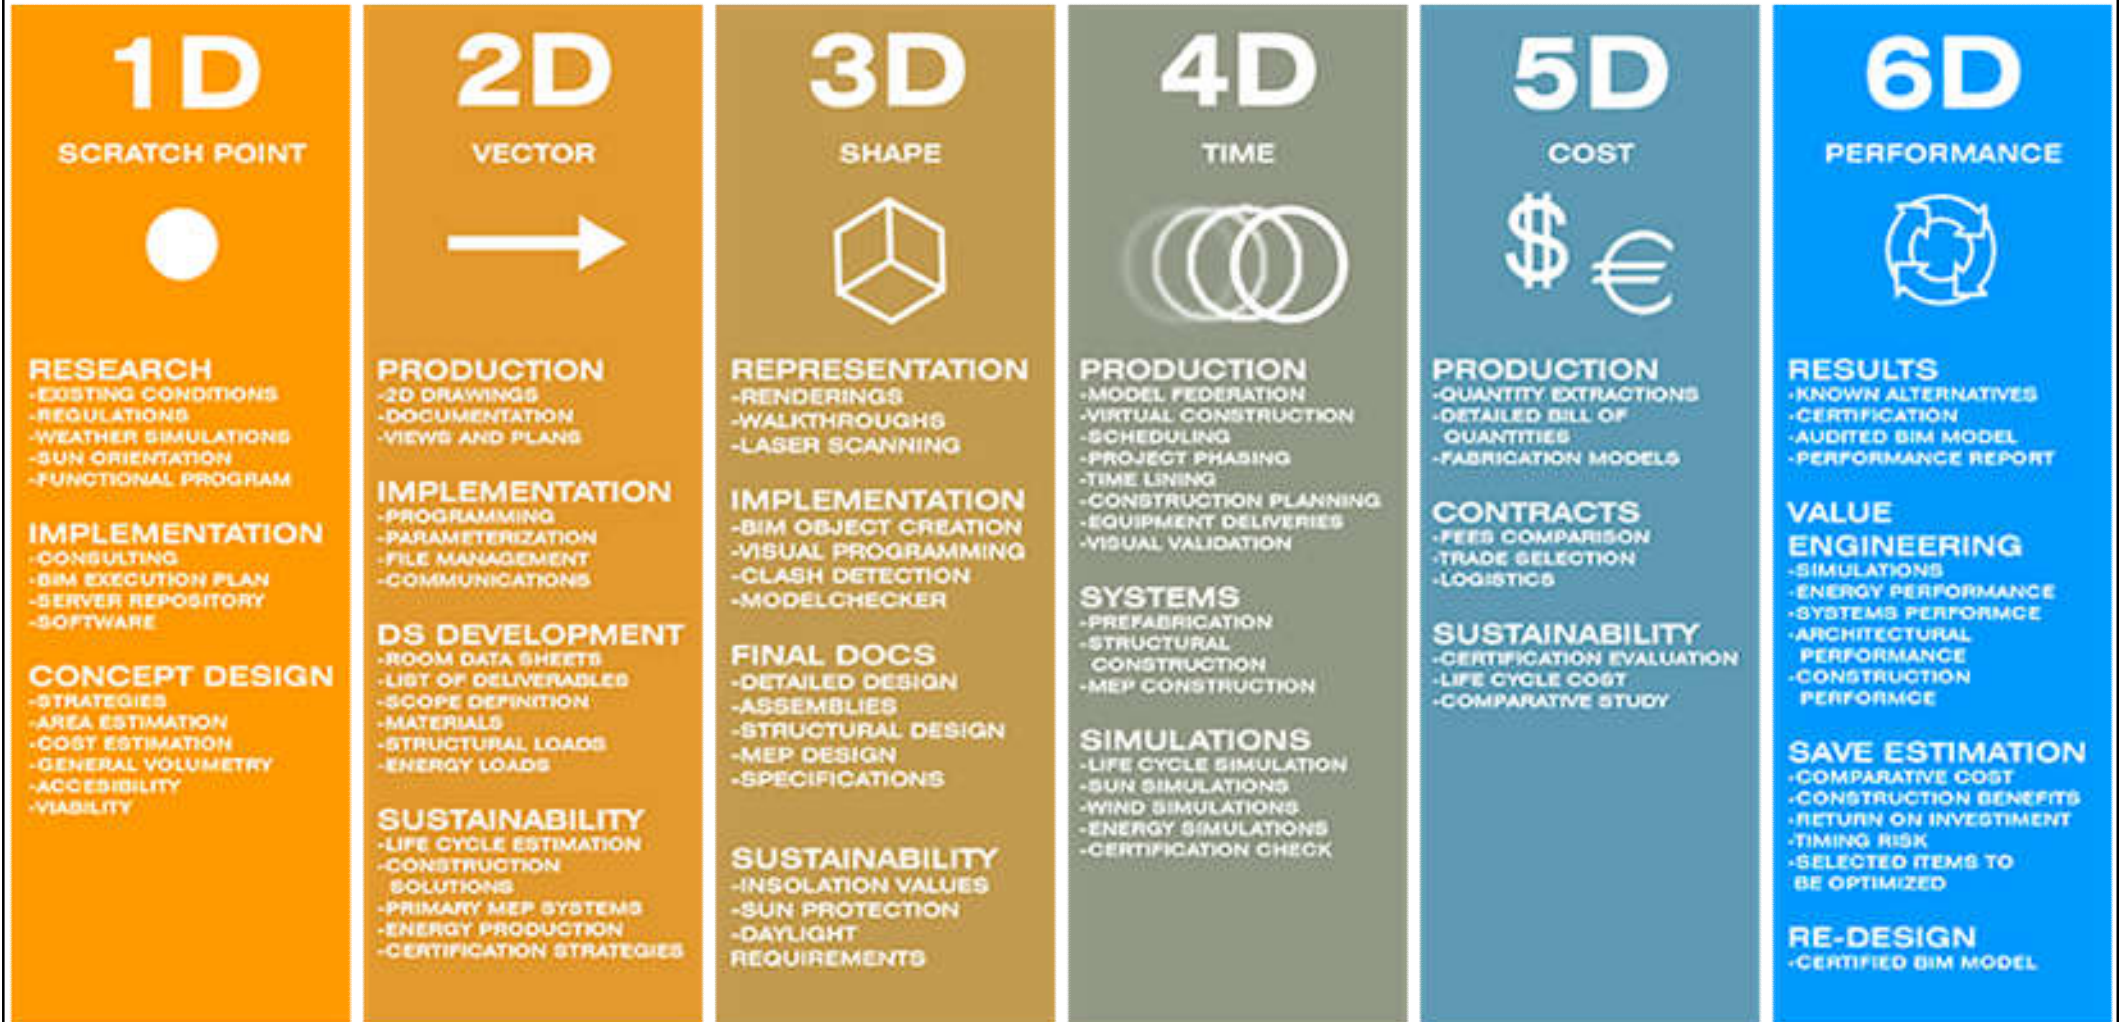 1D
SCRATCH POINT
RESEARCH
-EXISTING CONDITIONS
-REGULATIONS
-WEATHER SIMULATIONS
-SUN ORIENTATION
-FUNCTIONAL PROGRAM
IMPLEMENTATION
-CONSULTING
-BIM EXECUTION PLAN
-SERVER REPOSITORY
-SOFTWARE
CONCEPT DESIGN
-STRATEGIES
-AREA ESTIMATION
-COST ESTIMATION
-GENERAL VOLUMETRY
-ACCESIBILITY
-VIABILITY
2D
VECTOR
PRODUCTION
-2D DRAWINGS
-DOCUMENTATION
-VIEWS AND PLANS
IMPLEMENTATION
-PROGRAMMING
-PARAMETERIZATION
-FILE MANAGEMENT
-COMMUNICATIONS
DS DEVELOPMENT
-ROOM DATA SHEETS
-LIST OF DELIVERABLES
-SCOPE DEFINITION
-MATERIALS
-STRUCTURAL LOADS
-ENERGY LOADS
SUSTAINABILITY
-LIFE CYCLE ESTIMATION
-CONSTRUCTION
SOLUTIONS
-PRIMARY MEP SYSTEMS
-ENERGY PRODUCTION
-CERTIFICATION STRATEGIES
3D
SHAPE
REPRESENTATION
-RENDERINGS
-WALKTHROUGHS
-LASER SCANNING
IMPLEMENTATION
-BIM OBJECT CREATION
-VISUAL PROGRAMMING
-CLASH DETECTION
-MODELCHECKER
FINAL DOCS
-DETAILED DESIGN
-ASSEMBLIES
-STRUCTURAL DESIGN
-MEP DESIGN
-SPECIFICATIONS
SUSTAINABILITY
-INSOLATION VALUES
-SUN PROTECTION
-DAYLIGHT
REQUIREMENTS
4D
TIME
PRODUCTION
-MODEL FEDERATION
-VIRTUAL CONSTRUCTION
-SCHEDULING
-PROJECT PHASING
-TIME LINING
-CONSTRUCTION PLANNING
-EQUIPMENT DELIVERIES
-VISUAL VALIDATION
SYSTEMS
-PREFABRICATION
-STRUCTURAL
CONSTRUCTION
-MEP CONSTRUCTION
SIMULATIONS
-LIFE CYCLE SIMULATION
-SUN SIMULATIONS
-WIND SIMULATIONS
-ENERGY SIMULATIONS
-CERTIFICATION CHECK
5D
COST
$ €
PRODUCTION
-QUANTITY EXTRACTIONS
-DETAILED BILL OF
QUANTITIES
-FABRICATION MODELS
CONTRACTS
-FEES COMPARISON
-TRADE SELECTION
-LOGISTICS
SUSTAINABILITY
-CERTIFICATION EVALUATION
-LIFE CYCLE COST
-COMPARATIVE STUDY
6D
PERFORMANCE
RESULTS
-KNOWN ALTERNATIVES
-CERTIFICATION
-AUDITED BIM MODEL
-PERFORMANCE REPORT
VALUE
ENGINEERING
-SIMULATIONS
-ENERGY PERFORMANCE
-SYSTEMS PERFORMCE
-ARCHITECTURAL
PERFORMANCE
-CONSTRUCTION
PERFORMCE
SAVE ESTIMATION
-COMPARATIVE COST
-CONSTRUCTION BENEFITS
-RETURN ON INVESTIMENT
-TIMING RISK
-SELECTED ITEMS TO
BE OPTIMIZED
RE-DESIGN
-CERTIFIED BIM MODEL